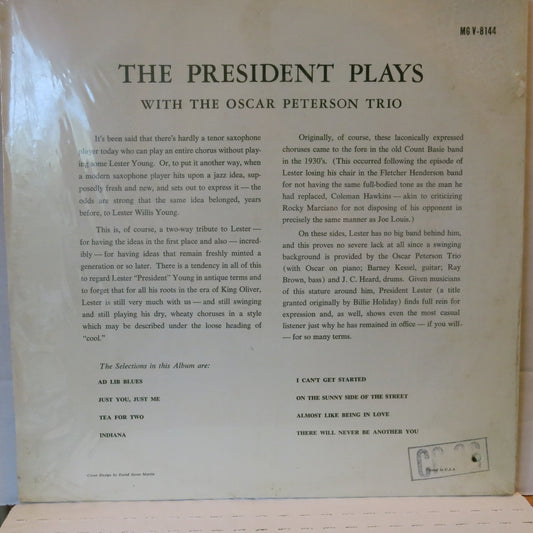 MG V-8144
THE PRESIDENT PLAYS
WITH THE OSCAR PETERSON TRIO
It's been said that there's hardly a tenor saxophone
player today who can play an entire chorus without play-
ing some Lester Young. Or, to put it another way, when
a modern saxophone player hits upon a jazz idea, sup-
posedly fresh and new, and sets out to express it — the
odds are strong that the same idea belonged, years
before, to Lester Willis Young.
This is, of course, a two-way tribute to Lester —
for having the ideas in the first place and also — incred-
ibly — for having ideas that remain freshly minted a
generation or so later. There is a tendency in all of this
to regard Lester "President" Young in antique terms and
to forget that for all his roots in the era of King Oliver,
Lester is still very much with us — and still swinging
and still playing his dry, wheaty choruses in a style
which may be described under the loose heading of
"cool."
Originally, of course, these laconically expressed
choruses came to the fore in the old Count Basie band
in the 1930's. (This occurred following the episode of
Lester losing his chair in the Fletcher Henderson band
for not having the same full-bodied tone as the man he
had replaced, Coleman Hawkins — akin to criticizing
Rocky Marciano for not disposing of his opponent in
precisely the same manner as Joe Louis.)
On these sides, Lester has no big band behind him,
and this proves no severe lack at all since a swinging
background is provided by the Oscar Peterson Trio
(with Oscar on piano; Barney Kessel, guitar; Ray
Brown, bass) and J. C. Heard, drums. Given musicians
of this stature around him, President Lester (a title
granted originally by Billie Holiday) finds full rein for
expression and, as well, shows even the most casual
listener just why he has remained in office — if you will
— for so many terms.
The Selections in this Album are:
AD LIB BLUES
JUST YOU, JUST ME
TEA FOR TWO
INDIANA
I CAN'T GET STARTED
ON THE SUNNY SIDE OF THE STREET
ALMOST LIKE BEING IN LOVE
THERE WILL NEVER BE ANOTHER YOU
Cover Design by David Stone Martin
Printed in U.S.A.